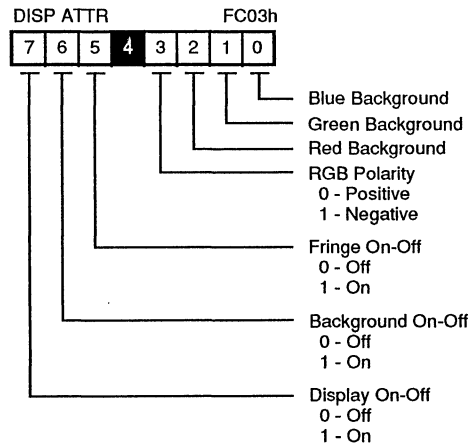 DISP ATTR FC03h
7 6 5 4 3 2 1 0
Blue Background
Green Background
Red Background
RGB Polarity
0 - Positive
1 - Negative
Fringe On-Off
0 - Off
1 - On
Background On-Off
0 - Off
1 - On
Display On-Off
0 - Off
1 - On